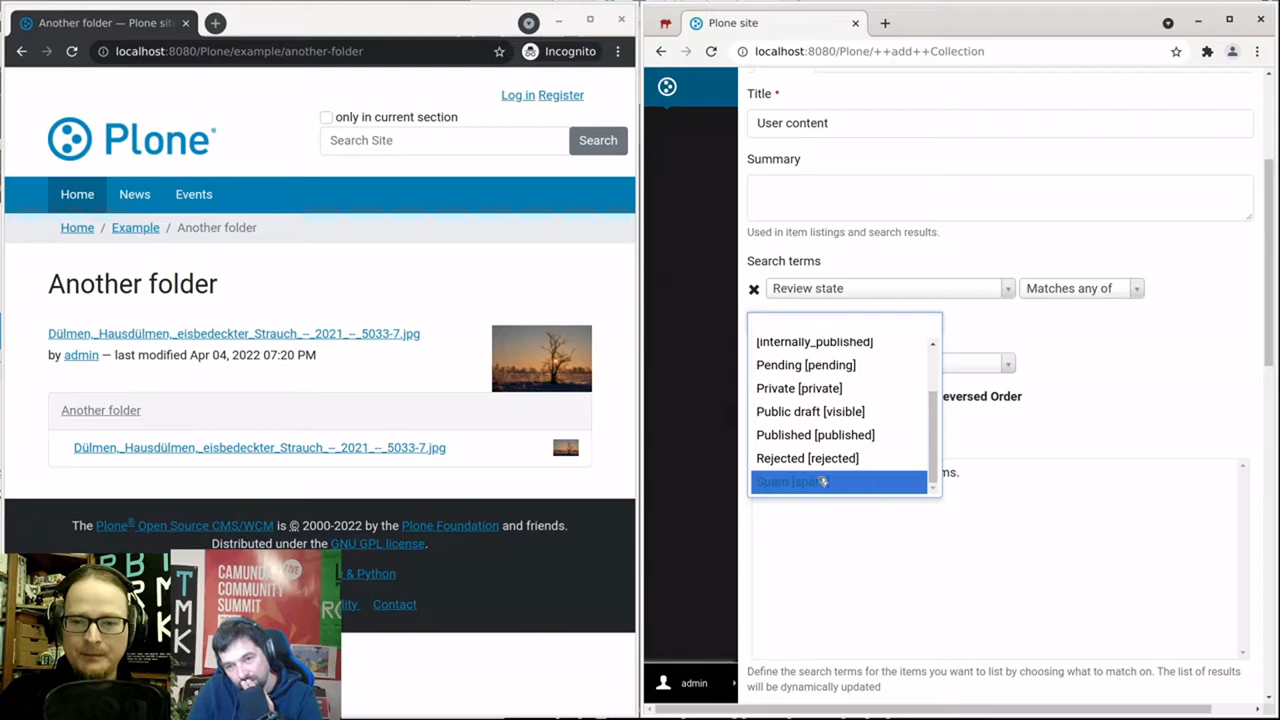 Another folder — Plone sit
localhost:8080/Plone/example/another-folder
Incognito
Log in Register
only in current section
Plone
Search Site
Search
Home News Events
Home / Example / Another folder
Another folder
Dülmen,_Hausdülmen,_eisbedeckter_Strauch_--_2021_--_5033-7.jpg
by admin — last modified Apr 04, 2022 07:20 PM
Another folder
Dülmen,_Hausdülmen,_eisbedeckter_Strauch_--_2021_--_5033-7.jpg
The Plone® Open Source CMS/WCM is © 2000-2022 by the Plone Foundation and friends.
Distributed under the GNU GPL license.
& Python
Contact
CAMUNDA
COMMUNITY
SUMMIT
LIVE
Plone site
localhost:8080/Plone/++add++Collection
Title •
User content
Summary
Used in item listings and search results.
Search terms
Review state
Matches any of
[internally_published]
Pending [pending]
Private [private]
Public draft [visible]
Published [published]
Rejected [rejected]
Spam [spam]
eversed Order
ms.
Define the search terms for the items you want to list by choosing what to match on. The list of results
will be dynamically updated
admin